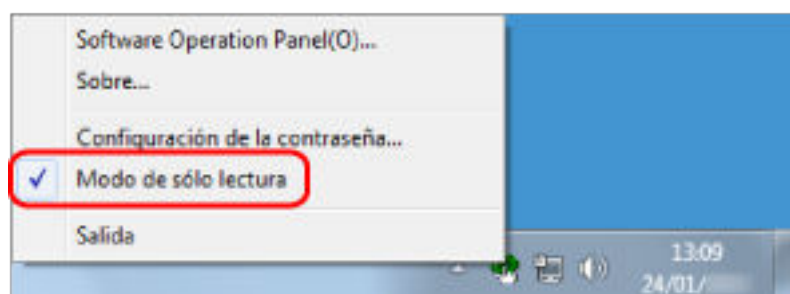 Software Operation Panel(O)...
Sobre...
Configuración de la contraseña...
Modo de sólo lectura
Salida
13:09
24/01/